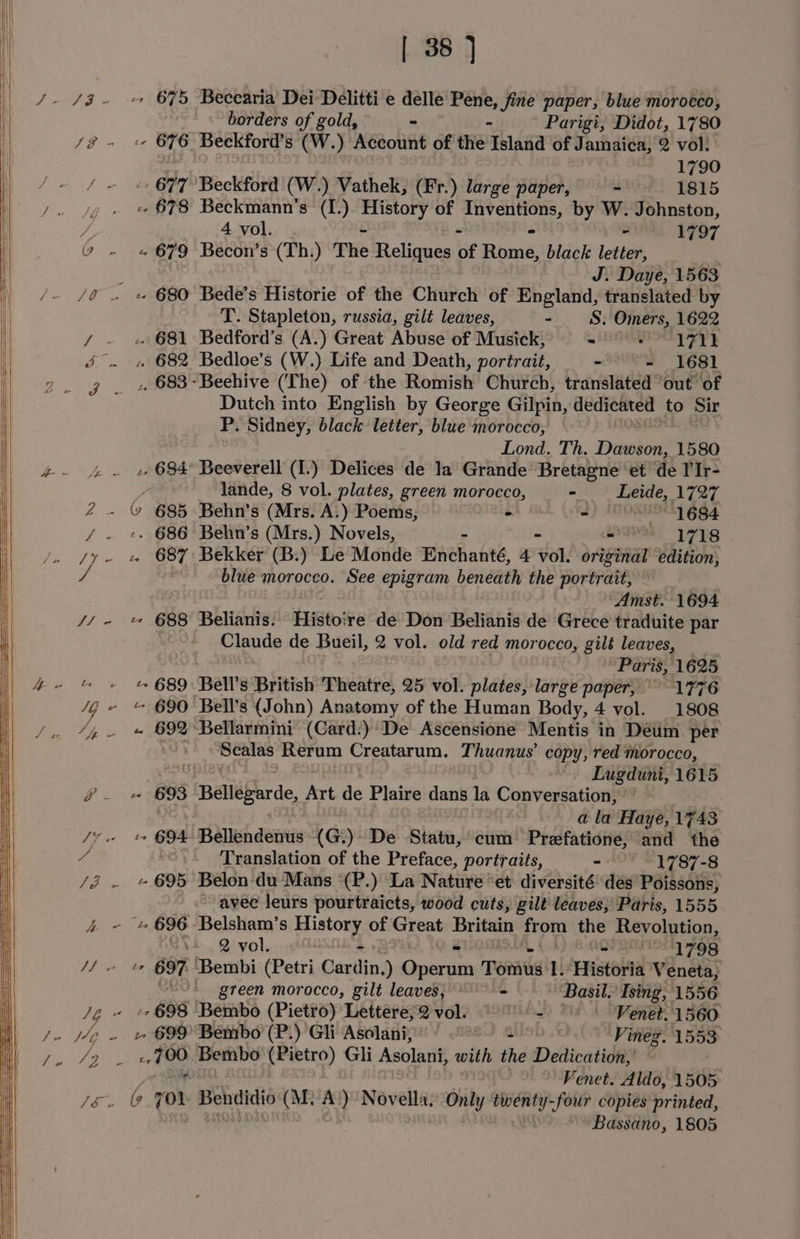 [ 38 ]
675 Beccaria Dei Delitti e delle Pene, fine paper, blue morocco,
borders of gold, - - Parigi, Didot, 1780
676 Beckford's (W.) Account of the Island of Jamaica, 2 vol.
1790
677 Beckford (W.) Vathek, (Fr.) large paper, - 1815
678 Beckmann's (I.) History of Inventions, by W. Johnston,
4 vol. - - - - 1797
679 Becon's (Th.) The Reliques of Rome, black letter,
J. Daye, 1563
680 Bede's Historie of the Church of England, translated by
T. Stapleton, russia, gilt leaves, - S. Omers, 1622
681 Bedford's (A.) Great Abuse of Musick, - - 1711
682 Bedloe's (W.) Life and Death, portrait, - - 1681
683 Beehive (The) of the Romish Church, translated out of
Dutch into English by George Gilpin, dedicated to Sir
P. Sidney, black letter, blue morocco,
Lond. Th. Dawson, 1580
684 Beeverell (I.) Delices de la Grande Bretagne et de l'Ir-
lande, 8 vol. plates, green morocco, - Leide, 1727
685 Behn's (Mrs. A.) Poems, - - 1684
686 Behn's (Mrs.) Novels, - - - 1718
687 Bekker (B.) Le Monde Enchanté, 4 vol. original edition,
blue morocco. See epigram beneath the portrait,
Amst. 1694
688 Belianis. Histoire de Don Belianis de Grece traduite par
Claude de Bueil, 2 vol. old red morocco, gilt leaves,
Paris, 1625
689 Bell's British Theatre, 25 vol. plates, large paper, 1776
690 Bell's (John) Anatomy of the Human Body, 4 vol. 1808
692 Bellarmini (Card.) De Ascensione Mentis in Deum per
Scalas Rerum Creatarum. Thuanus' copy, red morocco,
Lugduni, 1615
693 Bellegarde, Art de Plaire dans la Conversation,
a la Haye, 1743
694 Bellendenus (G.) De Statu, cum Præfatione, and the
Translation of the Preface, portraits, - 1787-8
695 Belon du Mans (P.) La Nature et diversité des Poissons,
avec leurs pourtraicts, wood cuts, gilt leaves, Paris, 1555
696 Belsham's History of Great Britain from the Revolution,
2 vol. - - - - 1798
697 Bembi (Petri Cardin.) Operum Tomus 1. Historia Veneta,
green morocco, gilt leaves, - Basil. Ising, 1556
698 Bembo (Pietro) Lettere, 2 vol. - Venet. 1560
699 Bembo (P.) Gli Asolani, - Vineg. 1553
700 Bembo (Pietro) Gli Asolani, with the Dedication,
Venet. Aldo, 1505
701 Bendidio (M. A.) Novella. Only twenty-four copies printed,
Bassano, 1805